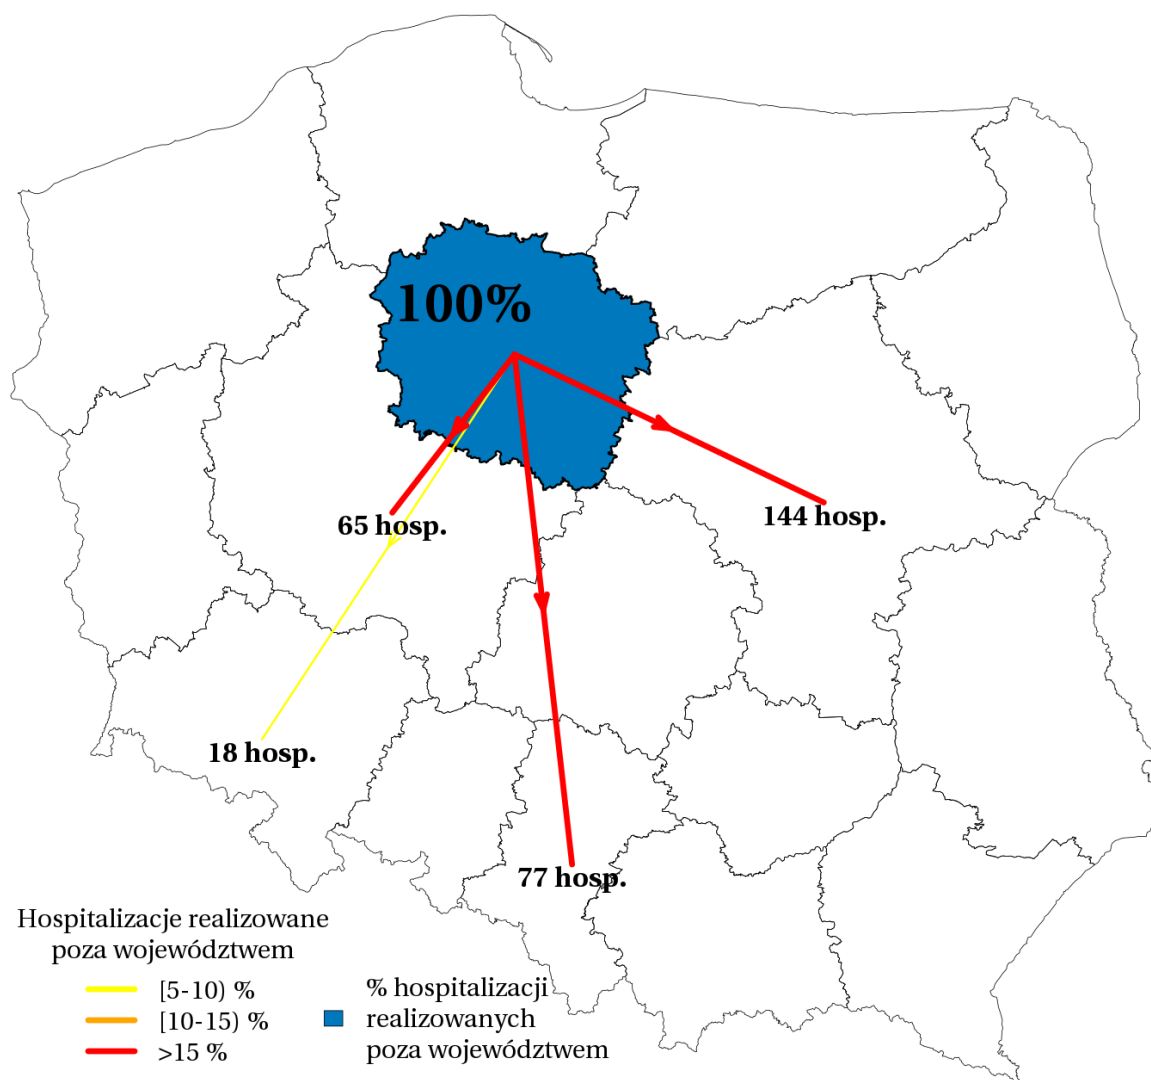 100%
65 hosp.
144 hosp.
18 hosp.
77 hosp.
Hospitalizacje realizowane
poza województwem
[5-10) %
[10-15) %
>15 %
% hospitalizacji
realizowanych
poza województwem